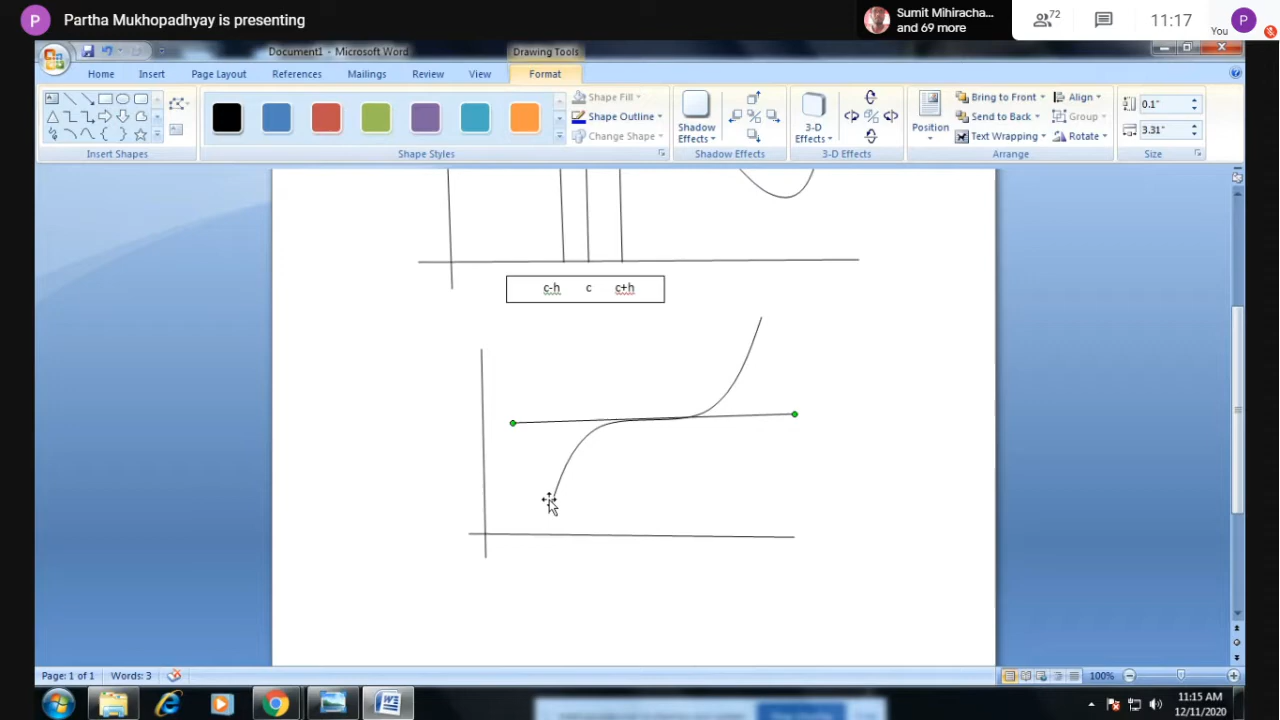 P Partha Mukhopadhyay is presenting
Sumit Mihiracha...
and 69 more
72
11:17
You
P
Document1 - Microsoft Word
Drawing Tools
Home Insert Page Layout References Mailings Review View Format
Shape Fill
Shape Outline
Change Shape
Shadow
Effects
3-D
Effects
Position
Bring to Front
Send to Back
Text Wrapping
Align
Group
Rotate
0.1"
3.31"
Insert Shapes Shape Styles Shadow Effects 3-D Effects Arrange Size
c-h c c+h
Page: 1 of 1 Words: 3 100%
11:15 AM
12/11/2020